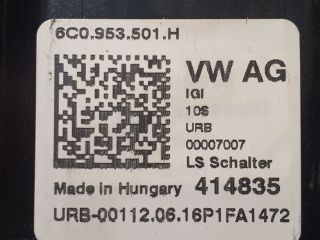 6C0.953.501.H
VW AG
IGI
10S
URB
00007007
LS Schalter
Made in Hungary 414835
URB-00112.06.16P1FA1472